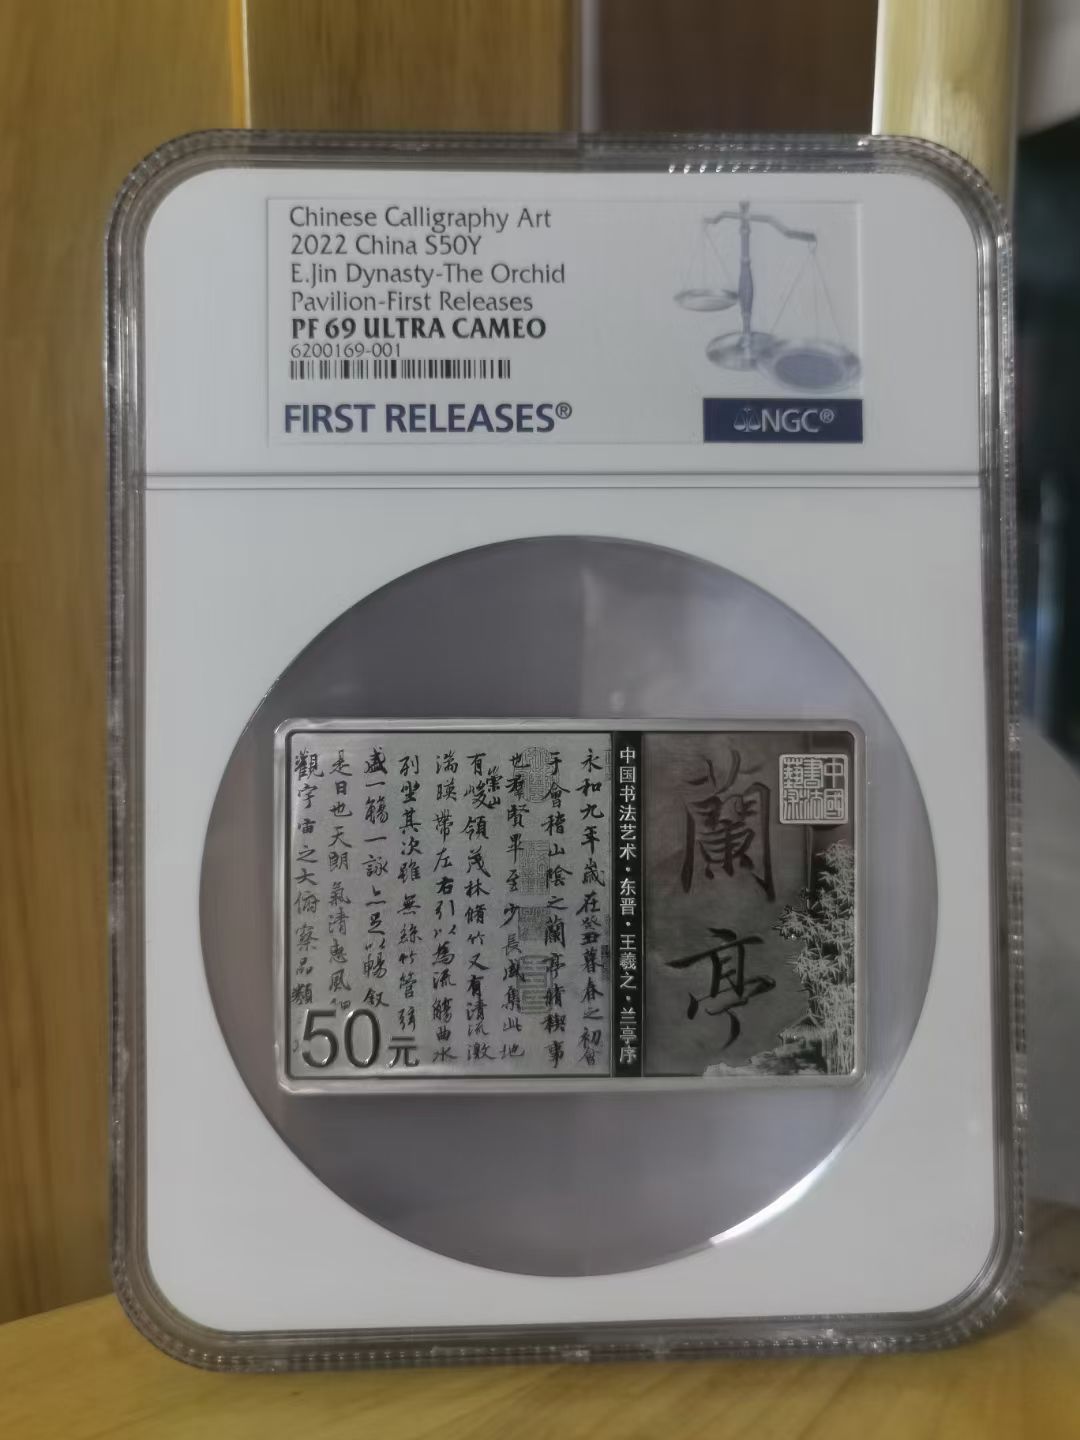 Chinese Calligraphy Art
2022 China S50Y
E.Jin Dynasty-The Orchid
Pavilion-First Releases
PF 69 ULTRA CAMEO
6200169-001
FIRST RELEASES®
NGC®
中國書法藝術
蘭亭
中国书法艺术·东晋·王羲之·兰亭序
永和九年歲在癸丑暮春之初會
于會稽山陰之蘭亭脩稧事
也羣賢畢至少長咸集此地
有崇山峻領茂林脩竹又有清流激
湍暎帶左右引以為流觴曲水
列坐其次雖無絲竹管弦
盛一觴一詠亦足以暢叙
是日也天朗氣清惠風
觀宇宙之大俯察品類
50元